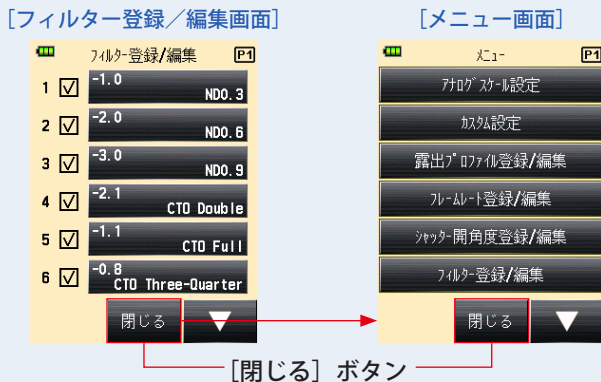 [フィルター登録／編集画面]
[メニュー画面]
ﾌｨﾙﾀｰ登録/編集 P1
1 -1.0 ND0.3
2 -2.0 ND0.6
3 -3.0 ND0.9
4 -2.1 CTO Double
5 -1.1 CTO Full
6 -0.8 CTO Three-Quarter
閉じる
ﾒﾆｭｰ P1
ｱﾅﾛｸﾞｽｹｰﾙ設定
ｶｽﾀﾑ設定
露出ﾌﾟﾛﾌｧｲﾙ登録/編集
ﾌﾚｰﾑﾚｰﾄ登録/編集
ｼｬｯﾀｰ開角度登録/編集
ﾌｨﾙﾀｰ登録/編集
閉じる
[閉じる] ボタン